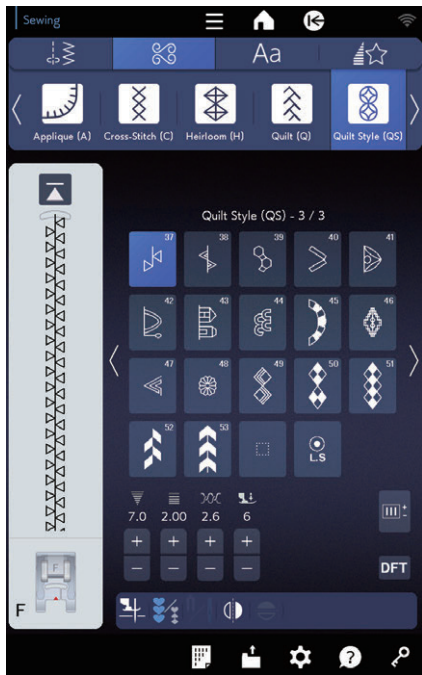 Sewing
Aa
Applique (A) Cross-Stitch (C) Heirloom (H) Quilt (Q) Quilt Style (QS)
Quilt Style (QS) - 3 / 3
37 38 39 40 41
42 43 44 45 46
47 48 49 50 51
52 53 L.S
7.0 2.00 2.6 6
+ + + +
− − − −
DFT
F
F
?